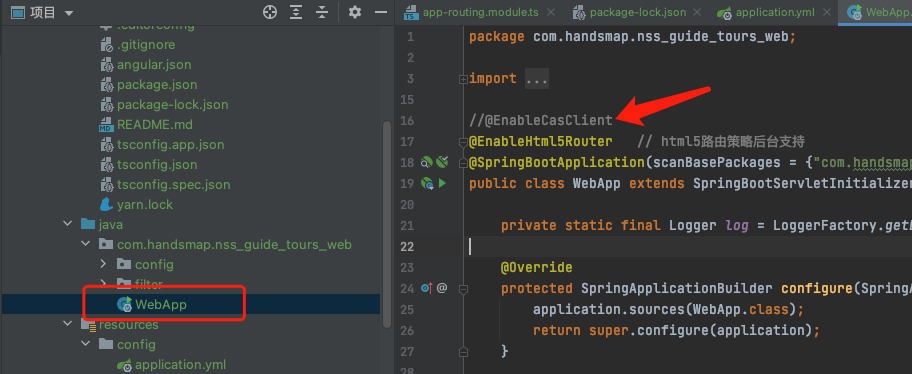 项目
.editorconfig
.gitignore
angular.json
package.json
package-lock.json
README.md
tsconfig.app.json
tsconfig.json
tsconfig.spec.json
yarn.lock
java
com.handsmap.nss_guide_tours_web
config
filter
WebApp
resources
config
application.yml
app-routing.module.ts
package-lock.json
application.yml
WebApp.
1 package com.handsmap.nss_guide_tours_web;
2
3 import ...
15
16 //@EnableCasClient
17 @EnableHtml5Router // html5路由策略后台支持
18 @SpringBootApplication(scanBasePackages = {"com.handsmap
19 public class WebApp extends SpringBootServletInitializer
20
21 private static final Logger log = LoggerFactory.get
22
23 @Override
24 @ protected SpringApplicationBuilder configure(SpringA
25 application.sources(WebApp.class);
26 return super.configure(application);
27 }
28